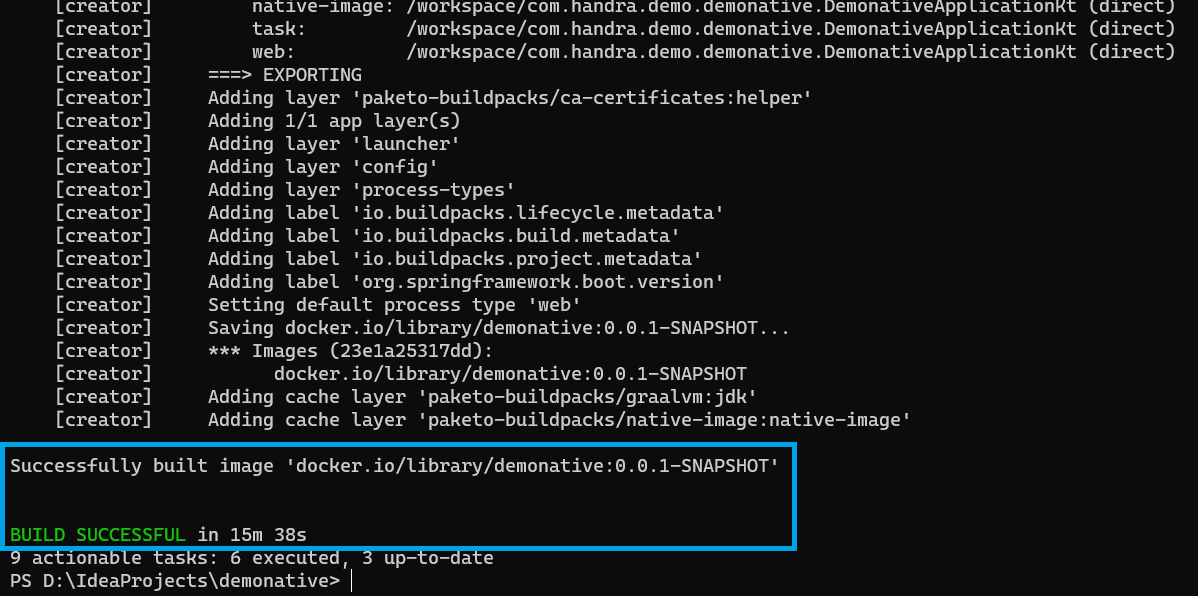 [creator]     native-image: /workspace/com.handra.demo.demonative.DemonativeApplicationKt (direct)
[creator]     task:         /workspace/com.handra.demo.demonative.DemonativeApplicationKt (direct)
[creator]     web:          /workspace/com.handra.demo.demonative.DemonativeApplicationKt (direct)
[creator]     ===> EXPORTING
[creator]     Adding layer 'paketo-buildpacks/ca-certificates:helper'
[creator]     Adding 1/1 app layer(s)
[creator]     Adding layer 'launcher'
[creator]     Adding layer 'config'
[creator]     Adding layer 'process-types'
[creator]     Adding label 'io.buildpacks.lifecycle.metadata'
[creator]     Adding label 'io.buildpacks.build.metadata'
[creator]     Adding label 'io.buildpacks.project.metadata'
[creator]     Adding label 'org.springframework.boot.version'
[creator]     Setting default process type 'web'
[creator]     Saving docker.io/library/demonative:0.0.1-SNAPSHOT...
[creator]     *** Images (23e1a25317dd):
[creator]           docker.io/library/demonative:0.0.1-SNAPSHOT
[creator]     Adding cache layer 'paketo-buildpacks/graalvm:jdk'
[creator]     Adding cache layer 'paketo-buildpacks/native-image:native-image'
Successfully built image 'docker.io/library/demonative:0.0.1-SNAPSHOT'
BUILD SUCCESSFUL in 15m 38s
9 actionable tasks: 6 executed, 3 up-to-date
PS D:\IdeaProjects\demonative>